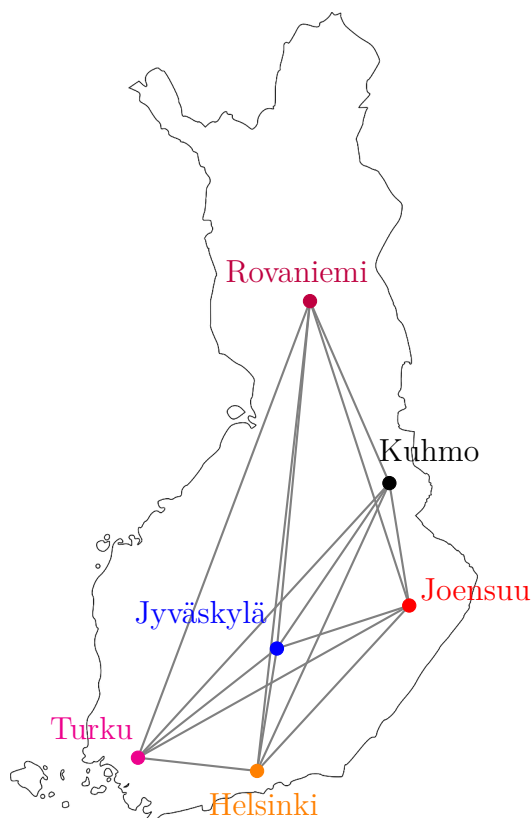 Rovaniemi
Kuhmo
Joensuu
Jyväskylä
Turku
Helsinki